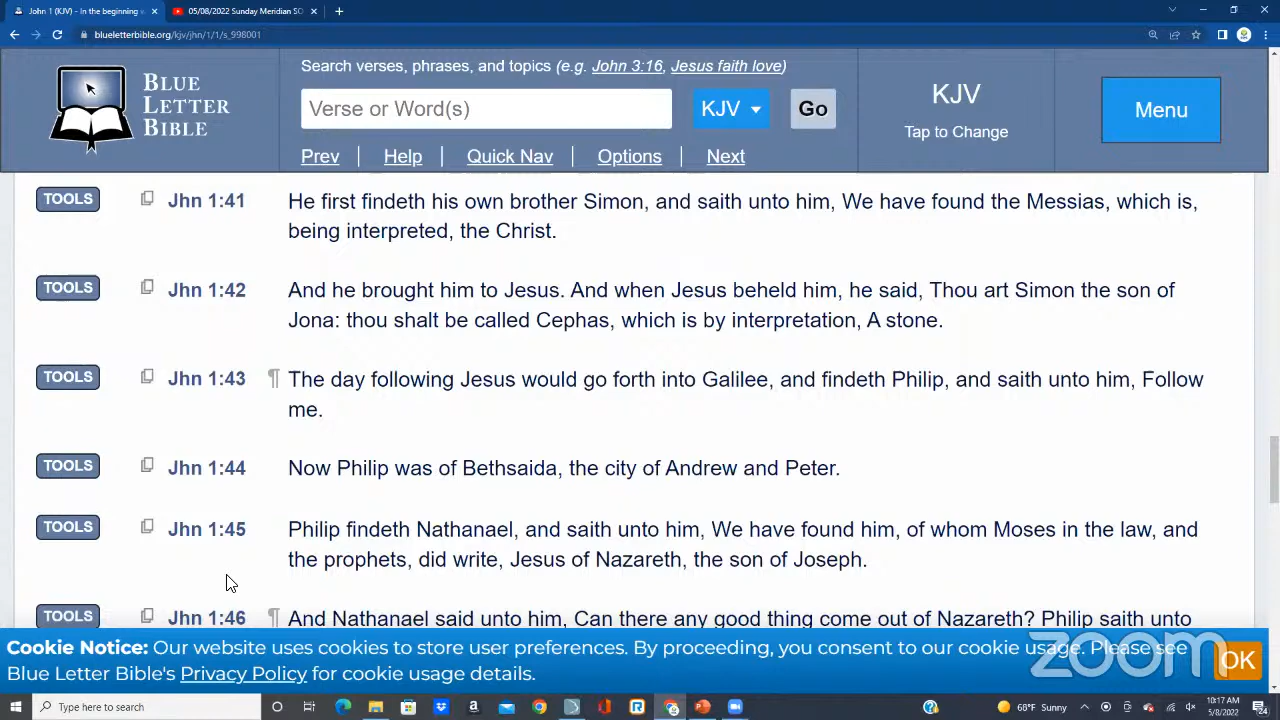 John 1 (KJV) - In the beginning
05/08/2022 Sunday Meridian SO
blueletterbible.org/kjv/jhn/1/1/s_998001
Search verses, phrases, and topics (e.g. John 3:16, Jesus faith love)
BLUE
LETTER
BIBLE
Verse or Word(s)
KJV
Go
KJV
Tap to Change
Menu
Prev Help Quick Nav Options Next
TOOLS Jhn 1:41 He first findeth his own brother Simon, and saith unto him, We have found the Messias, which is,
being interpreted, the Christ.
TOOLS Jhn 1:42 And he brought him to Jesus. And when Jesus beheld him, he said, Thou art Simon the son of
Jona: thou shalt be called Cephas, which is by interpretation, A stone.
TOOLS Jhn 1:43 ¶ The day following Jesus would go forth into Galilee, and findeth Philip, and saith unto him, Follow
me.
TOOLS Jhn 1:44 Now Philip was of Bethsaida, the city of Andrew and Peter.
TOOLS Jhn 1:45 Philip findeth Nathanael, and saith unto him, We have found him, of whom Moses in the law, and
the prophets, did write, Jesus of Nazareth, the son of Joseph.
TOOLS Jhn 1:46 ¶ And Nathanael said unto him, Can there any good thing come out of Nazareth? Philip saith unto
Cookie Notice: Our website uses cookies to store user preferences. By proceeding, you consent to our cookie usage. Please see
Blue Letter Bible's Privacy Policy for cookie usage details.
OK
zoom
Type here to search
68°F Sunny
10:17 AM
5/8/2022
24